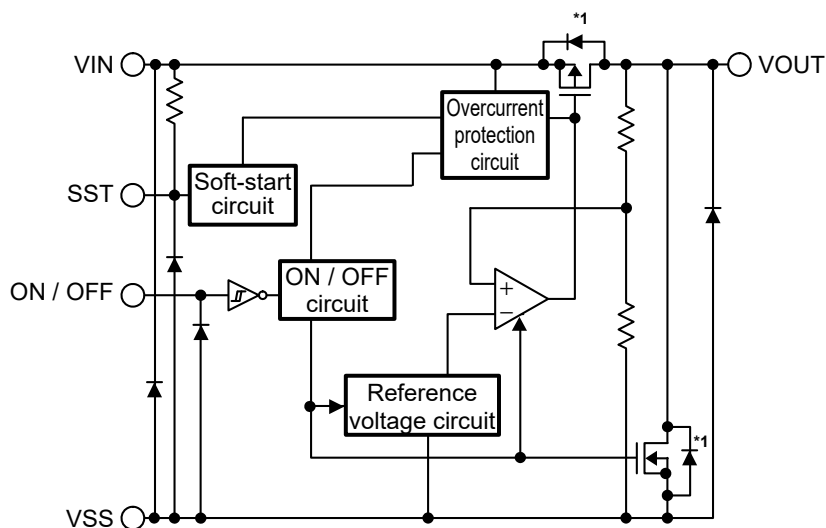 *1
VIN
VOUT
Overcurrent
protection
circuit
SST
Soft-start
circuit
ON / OFF
ON / OFF
circuit
+
−
Reference
voltage circuit
*1
VSS